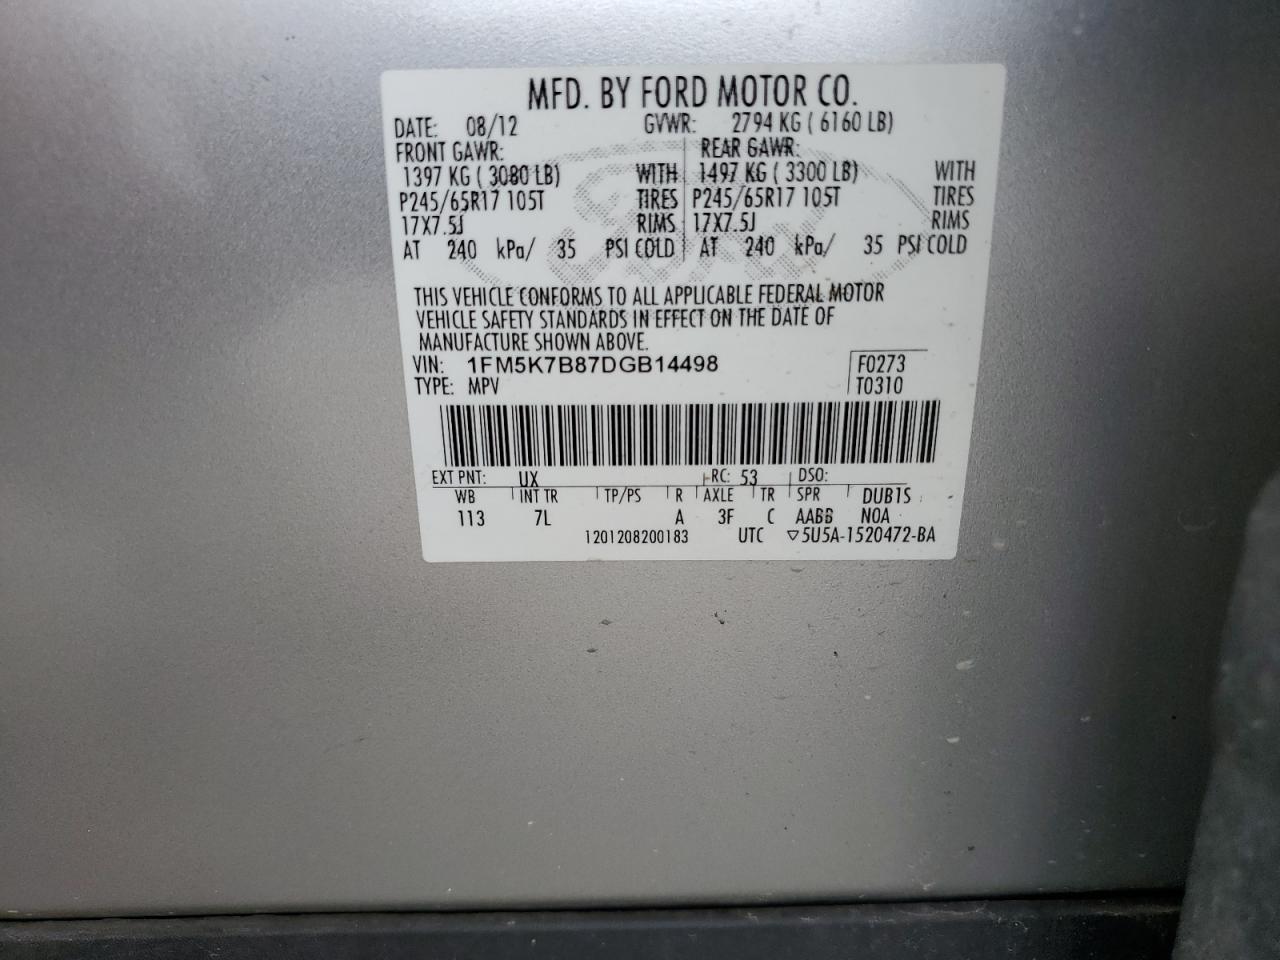 MFD. BY FORD MOTOR CO.
DATE: 08/12 GVWR: 2794 KG ( 6160 LB)
FRONT GAWR: REAR GAWR:
1397 KG ( 3080 LB) WITH 1497 KG ( 3300 LB) WITH
P245/65R17 105T TIRES P245/65R17 105T TIRES
17X7.5J RIMS 17X7.5J RIMS
AT 240 kPa/ 35 PSI COLD AT 240 kPa/ 35 PSI COLD
THIS VEHICLE CONFORMS TO ALL APPLICABLE FEDERAL MOTOR
VEHICLE SAFETY STANDARDS IN EFFECT ON THE DATE OF
MANUFACTURE SHOWN ABOVE.
VIN: 1FM5K7B87DGB14498 F0273
TYPE: MPV T0310
EXT PNT: UX RC: 53 DSO:
WB INT TR TP/PS R AXLE TR SPR DUB1S
113 7L A 3F C AABB NOA
1201208200183 UTC ▽5U5A-1520472-BA